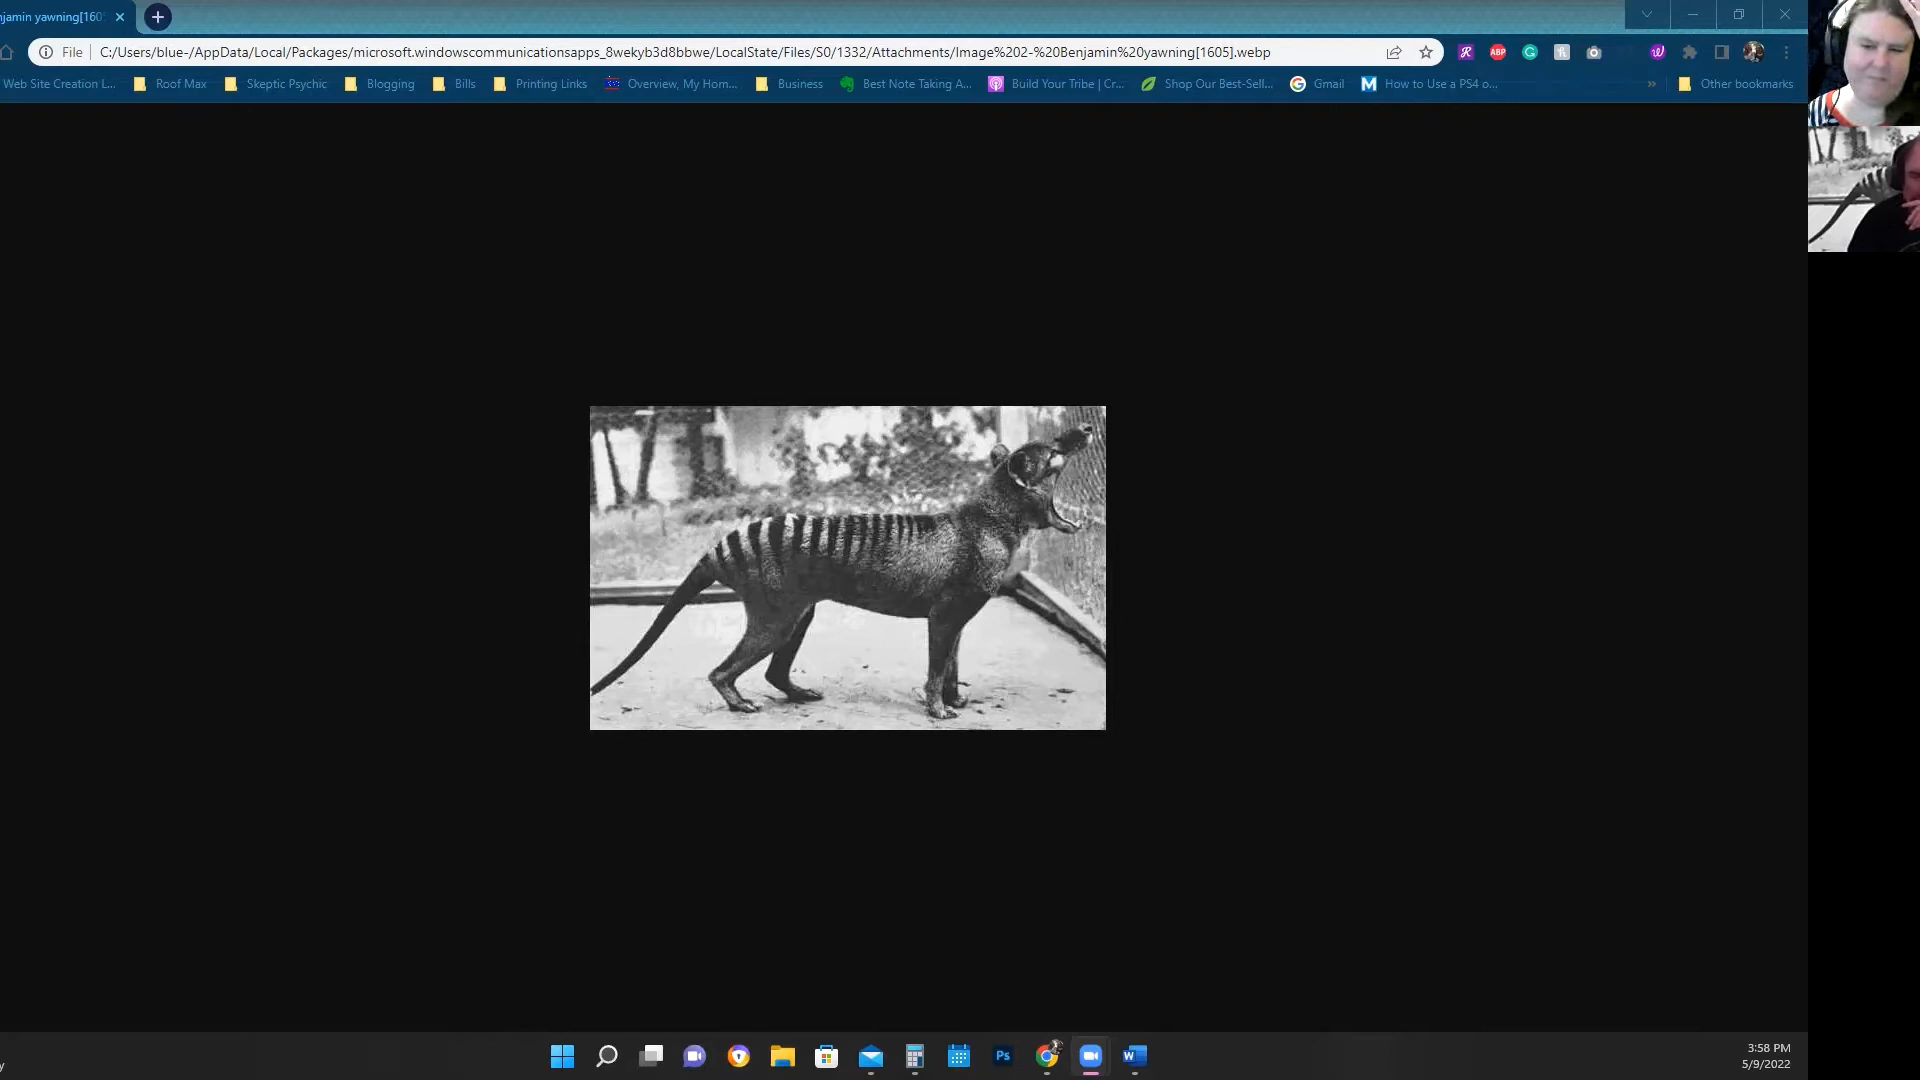 njamin yawning[160
File
C:/Users/blue-/AppData/Local/Packages/microsoft.windowscommunicationsapps_8wekyb3d8bbwe/LocalState/Files/S0/1332/Attachments/Image%202-%20Benjamin%20yawning[1605].webp
ABP
Web Site Creation L... Roof Max Skeptic Psychic Blogging Bills Printing Links Overview, My Hom... Business Best Note Taking A... Build Your Tribe | Cr... Shop Our Best-Sell... Gmail How to Use a PS4 o... » Other bookmarks
Ps
3:58 PM
5/9/2022